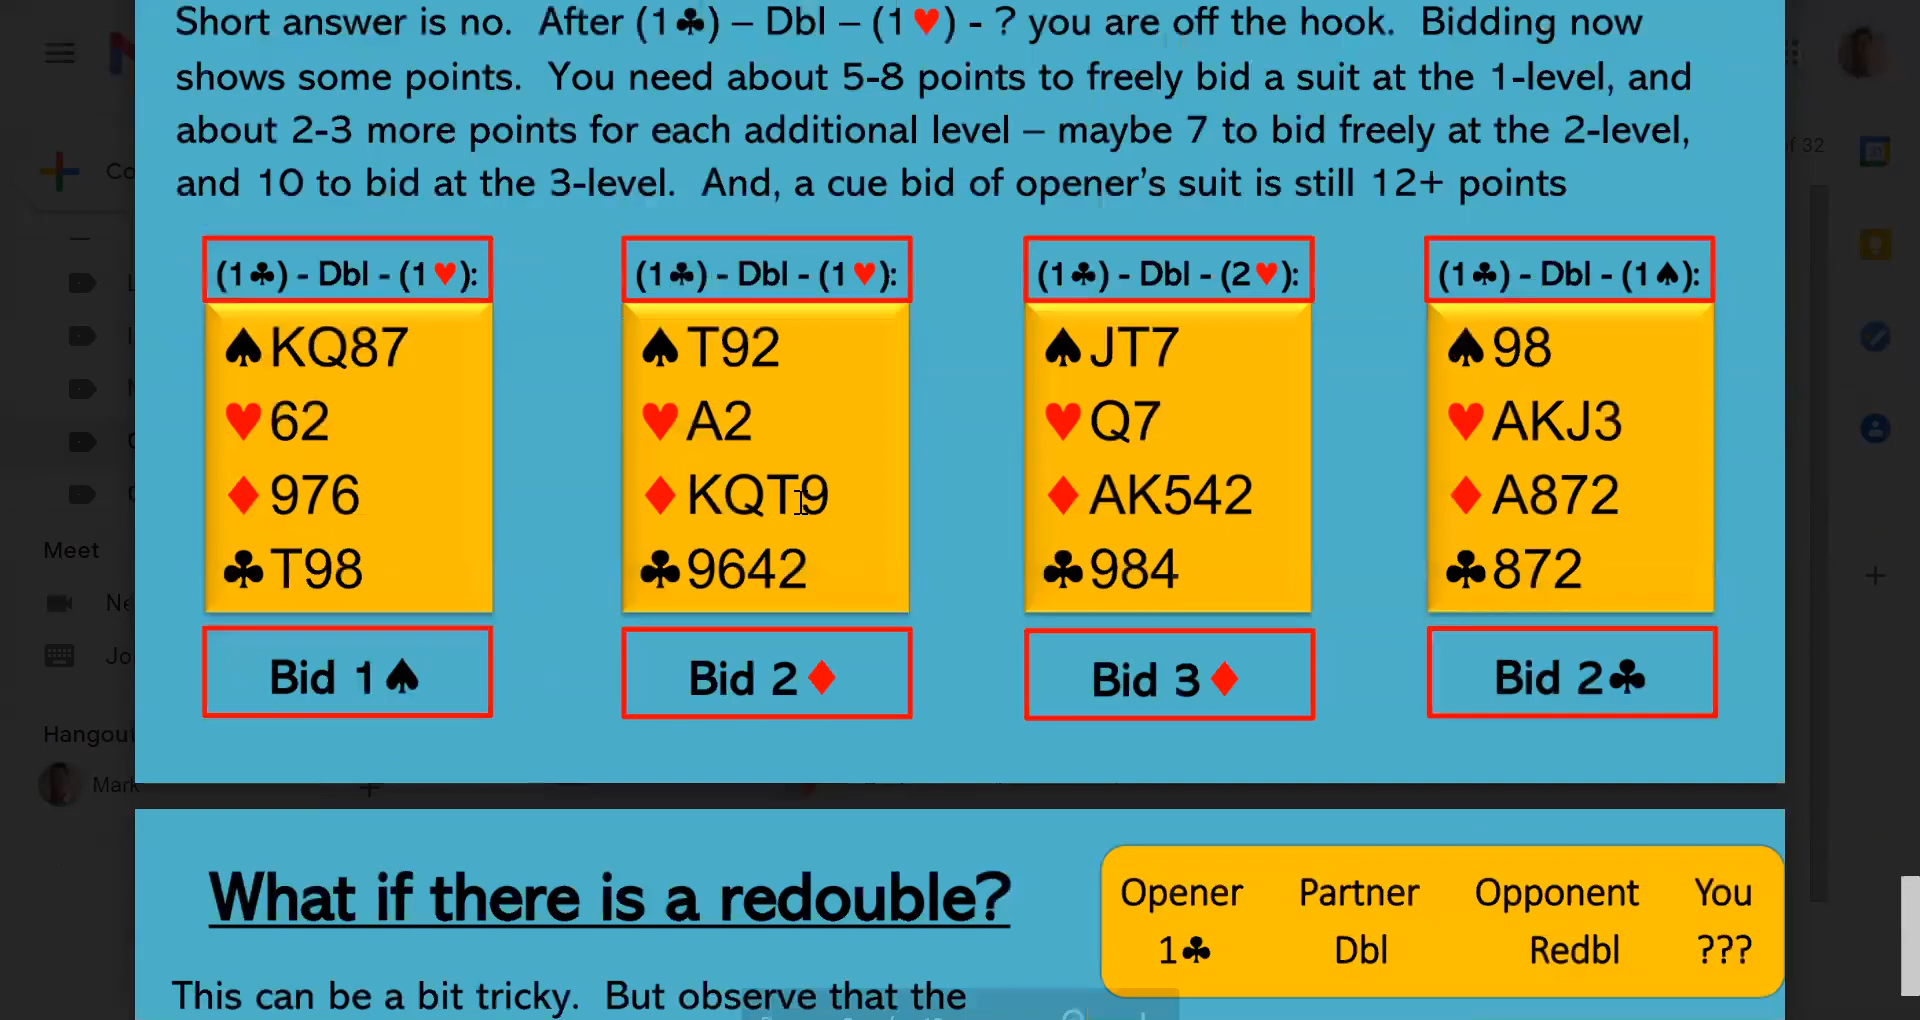 Short answer is no. After (1♣) – Dbl – (1♥) - ? you are off the hook. Bidding now
shows some points. You need about 5-8 points to freely bid a suit at the 1-level, and
about 2-3 more points for each additional level – maybe 7 to bid freely at the 2-level,
and 10 to bid at the 3-level. And, a cue bid of opener's suit is still 12+ points
(1♣) - Dbl - (1♥):
♠KQ87
♥62
♦976
♣T98
Bid 1♠
(1♣) - Dbl - (1♥):
♠T92
♥A2
♦KQT9
♣9642
Bid 2♦
(1♣) - Dbl - (2♥):
♠JT7
♥Q7
♦AK542
♣984
Bid 3♦
(1♣) - Dbl - (1♠):
♠98
♥AKJ3
♦A872
♣872
Bid 2♣
What if there is a redouble?
Opener Partner Opponent You
1♣ Dbl Redbl ???
This can be a bit tricky. But observe that the
Co
of 32
31
Meet
Ne
Jo
Hangou
Mark